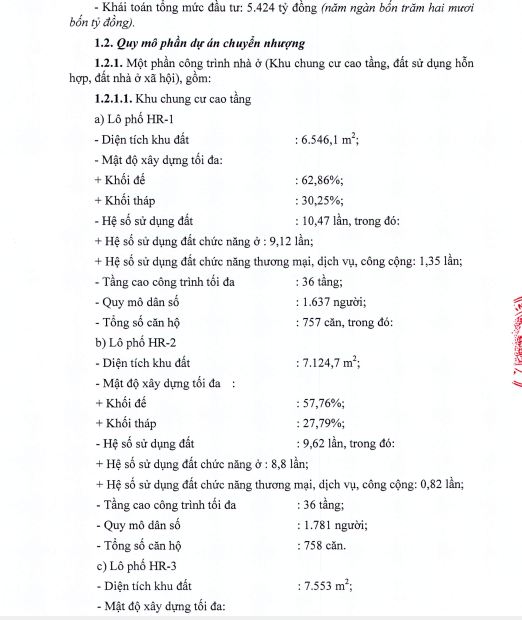 - Khái toán tổng mức đầu tư: 5.424 tỷ đồng (năm ngàn bốn trăm hai mươi
bốn tỷ đồng).
1.2. Quy mô phần dự án chuyển nhượng
1.2.1. Một phần công trình nhà ở (Khu chung cư cao tầng, đất sử dụng hỗn
hợp, đất nhà ở xã hội), gồm:
1.2.1.1. Khu chung cư cao tầng
a) Lô phố HR-1
- Diện tích khu đất : 6.546,1 m²;
- Mật độ xây dựng tối đa:
+ Khối đế : 62,86%;
+ Khối tháp : 30,25%;
- Hệ số sử dụng đất : 10,47 lần, trong đó:
+ Hệ số sử dụng đất chức năng ở : 9,12 lần;
+ Hệ số sử dụng đất chức năng thương mại, dịch vụ, công cộng: 1,35 lần;
- Tầng cao công trình tối đa : 36 tầng;
- Quy mô dân số : 1.637 người;
- Tổng số căn hộ : 757 căn, trong đó:
b) Lô phố HR-2
- Diện tích khu đất : 7.124,7 m²;
- Mật độ xây dựng tối đa :
+ Khối đế : 57,76%;
+ Khối tháp : 27,79%;
- Hệ số sử dụng đất : 9,62 lần, trong đó:
+ Hệ số sử dụng đất chức năng ở : 8,8 lần;
+ Hệ số sử dụng đất chức năng thương mại, dịch vụ, công cộng: 0,82 lần;
- Tầng cao công trình tối đa : 36 tầng;
- Quy mô dân số : 1.781 người;
- Tổng số căn hộ : 758 căn.
c) Lô phố HR-3
- Diện tích khu đất : 7.553 m²;
- Mật độ xây dựng tối đa: